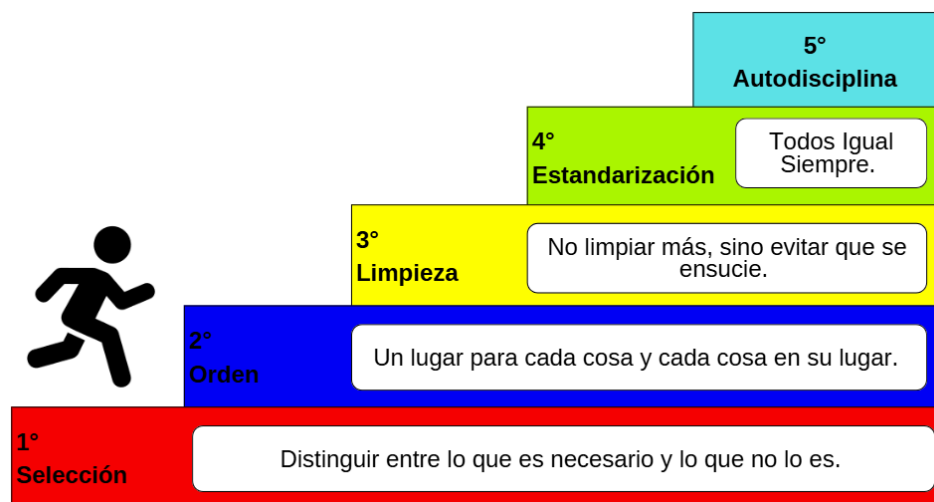 5°
Autodisciplina
4°
Estandarización
Todos Igual
Siempre.
3°
Limpieza
No limpiar más, sino evitar que se
ensucie.
2°
Orden
Un lugar para cada cosa y cada cosa en su lugar.
1°
Selección
Distinguir entre lo que es necesario y lo que no lo es.